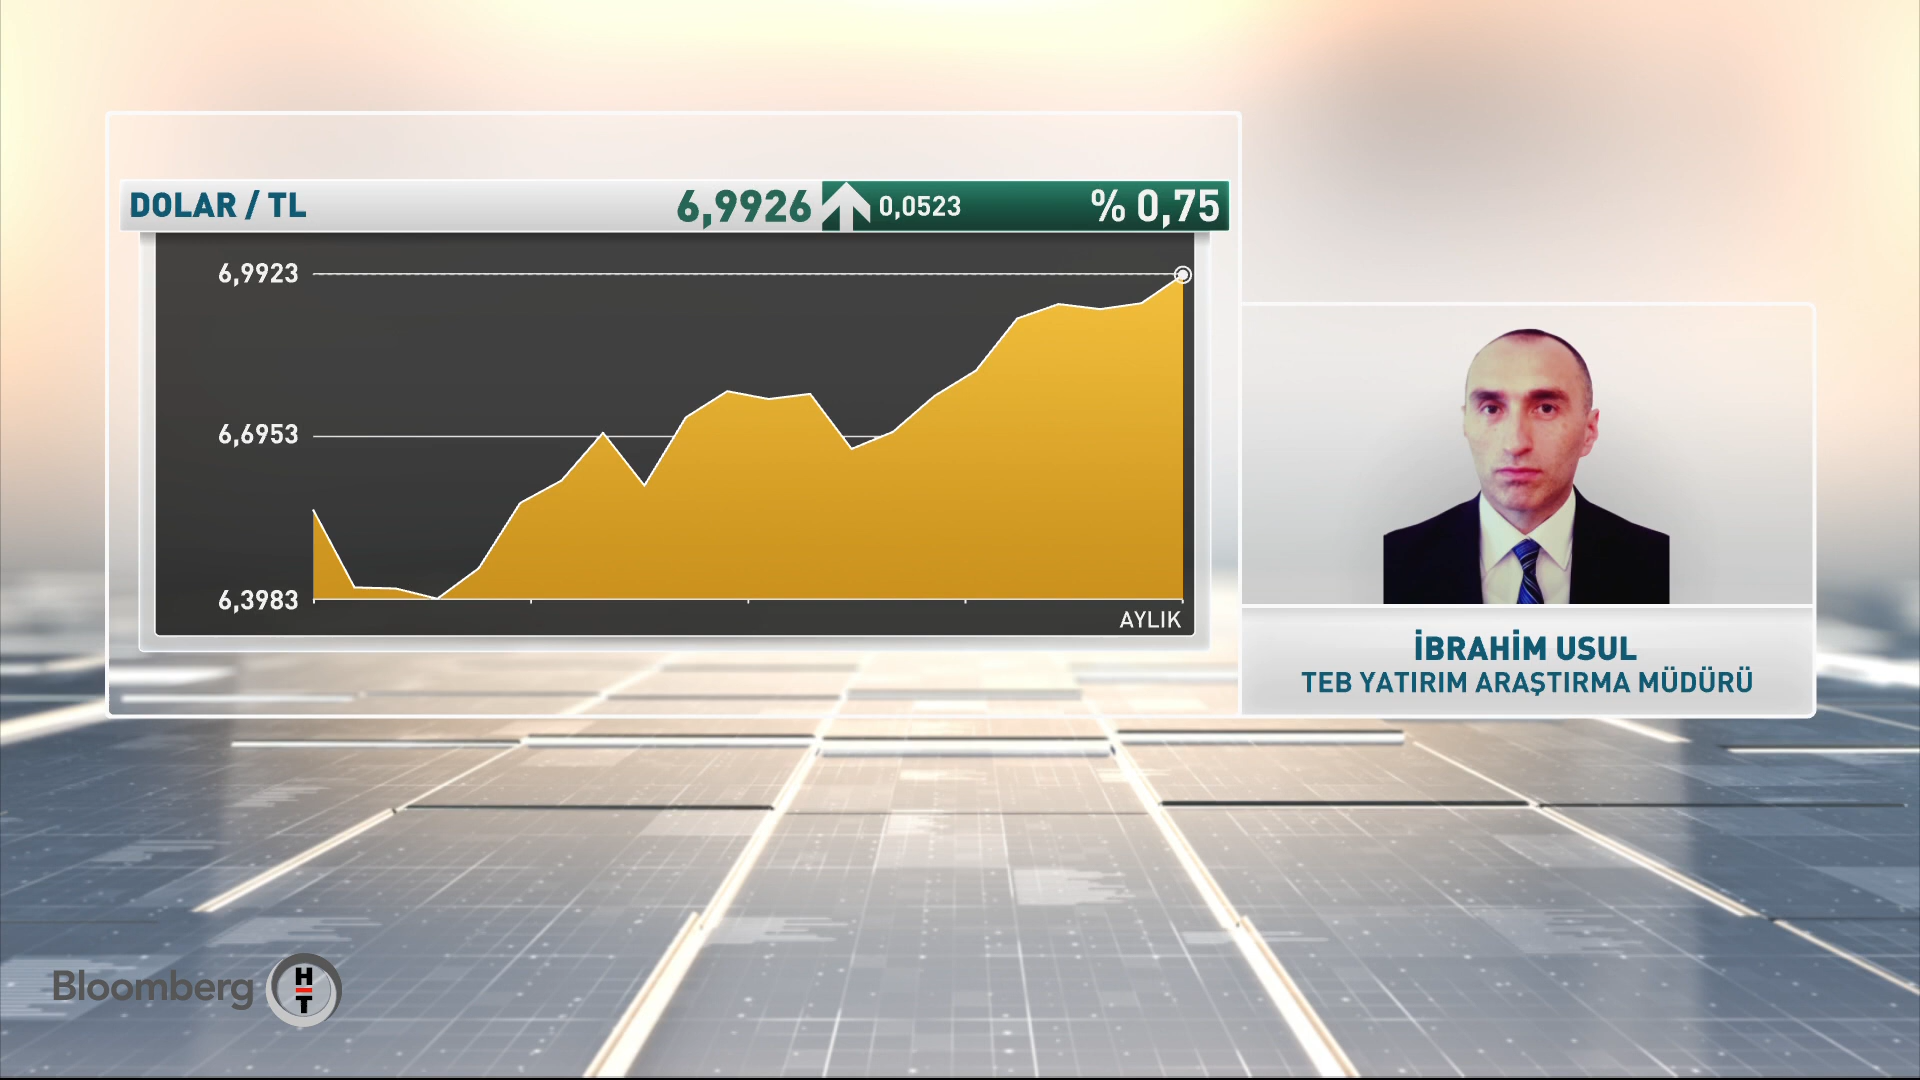 DOLAR / TL 6,9926 0,0523 % 0,75
6,9923
6,6953
6,3983
AYLIK
İBRAHİM USUL
TEB YATIRIM ARAŞTIRMA MÜDÜRÜ
Bloomberg HT